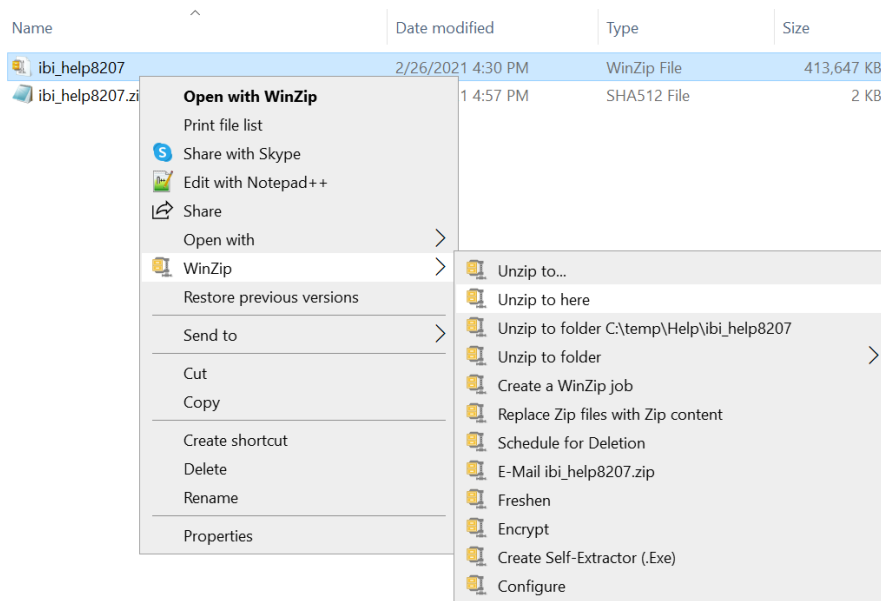 Name Date modified Type Size
ibi_help8207 2/26/2021 4:30 PM WinZip File 413,647 KB
ibi_help8207.zi 1 4:57 PM SHA512 File 2 KB
Open with WinZip
Print file list
Share with Skype
Edit with Notepad++
Share
Open with
WinZip
Restore previous versions
Send to
Cut
Copy
Create shortcut
Delete
Rename
Properties
Unzip to...
Unzip to here
Unzip to folder C:\temp\Help\ibi_help8207
Unzip to folder
Create a WinZip job
Replace Zip files with Zip content
Schedule for Deletion
E-Mail ibi_help8207.zip
Freshen
Encrypt
Create Self-Extractor (.Exe)
Configure